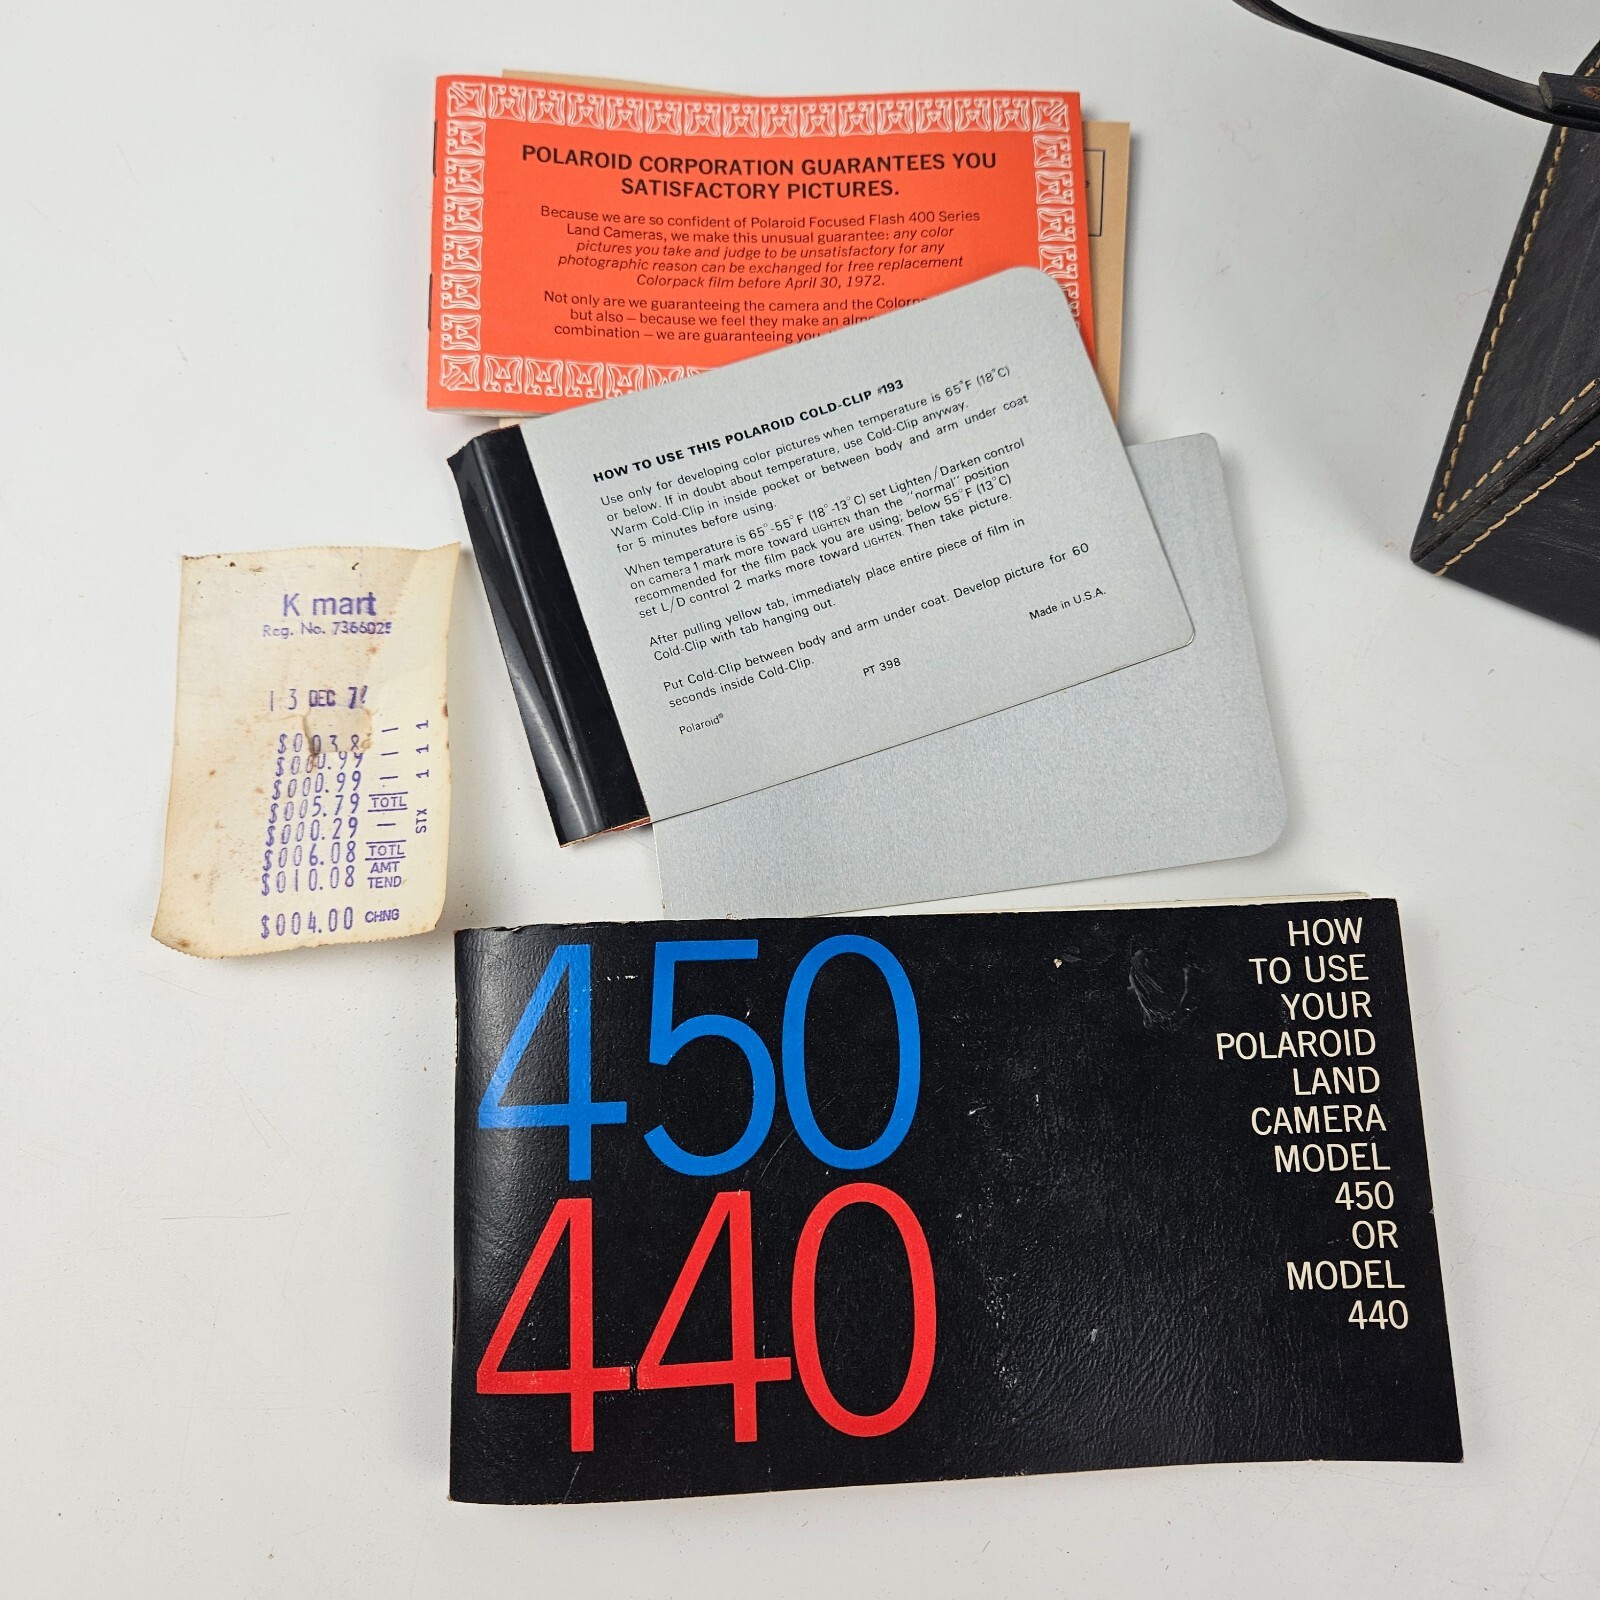 POLAROID CORPORATION GUARANTEES YOU
SATISFACTORY PICTURES.
Because we are so confident of Polaroid Focused Flash 400 Series
Land Cameras, we make this unusual guarantee: any color
pictures you take and judge to be unsatisfactory for any
photographic reason can be exchanged for free replacement
Colorpack film before April 30, 1972.
Not only are we guaranteeing the camera and the
but also – because we feel they make an
combination – we are guaranteeing
HOW TO USE THIS POLAROID COLD-CLIP #193
Use only for developing color pictures when temperature is 65°F (18°C)
or below. If in doubt about temperature, use Cold-Clip anyway.
Warm Cold-Clip in inside pocket or between body and arm under coat
for 5 minutes before using.
When temperature is 65°-55°F (18°-13°C) set Lighten/Darken control
on camera 1 mark more toward LIGHTEN than the "normal" position
recommended for the film pack you are using; below 55°F (13°C)
set L/D control 2 marks more toward LIGHTEN. Then take picture.
After pulling yellow tab, immediately place entire piece of film in
Cold-Clip with tab hanging out.
Put Cold-Clip between body and arm under coat. Develop picture for 60
seconds inside Cold-Clip.
PT 398
Made in U.S.A.
Polaroid®
K mart
Reg. No. 736602
13 DEC
$000.99 —
$000.99 —
$005.79 TOTL
$000.29 —
$006.08 TOTL
$010.08 AMT TEND
$004.00 CHNG
STX 1 1 1
450
440
HOW
TO USE
YOUR
POLAROID
LAND
CAMERA
MODEL
450
OR
MODEL
440